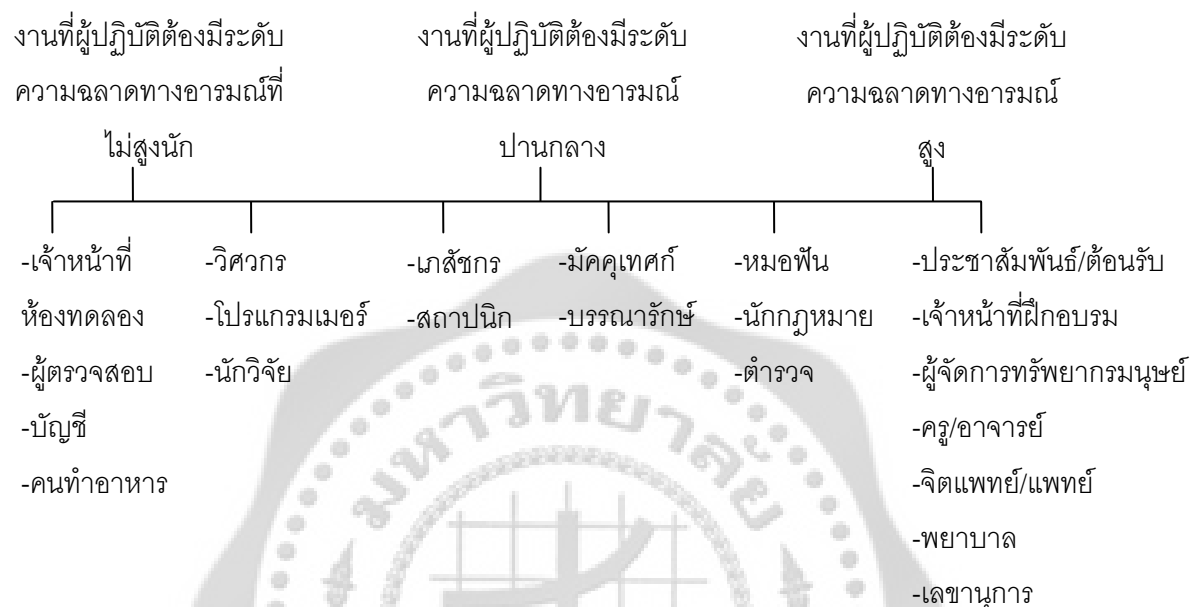 งานที่ผู้ปฏิบัติต้องมีระดับ
ความฉลาดทางอารมณ์ที่
ไม่สูงนัก
งานที่ผู้ปฏิบัติต้องมีระดับ
ความฉลาดทางอารมณ์
ปานกลาง
งานที่ผู้ปฏิบัติต้องมีระดับ
ความฉลาดทางอารมณ์
สูง
-เจ้าหน้าที่
ห้องทดลอง
-ผู้ตรวจสอบ
-บัญชี
-คนทำอาหาร
-วิศวกร
-โปรแกรมเมอร์
-นักวิจัย
-เภสัชกร
-สถาปนิก
-มัคคุเทศก์
-บรรณารักษ์
-หมอฟัน
-นักกฎหมาย
-ตำรวจ
-ประชาสัมพันธ์/ต้อนรับ
-เจ้าหน้าที่ฝึกอบรม
-ผู้จัดการทรัพยากรมนุษย์
-ครู/อาจารย์
-จิตแพทย์/แพทย์
-พยาบาล
-เลขานุการ
มหาวิทยาลัย